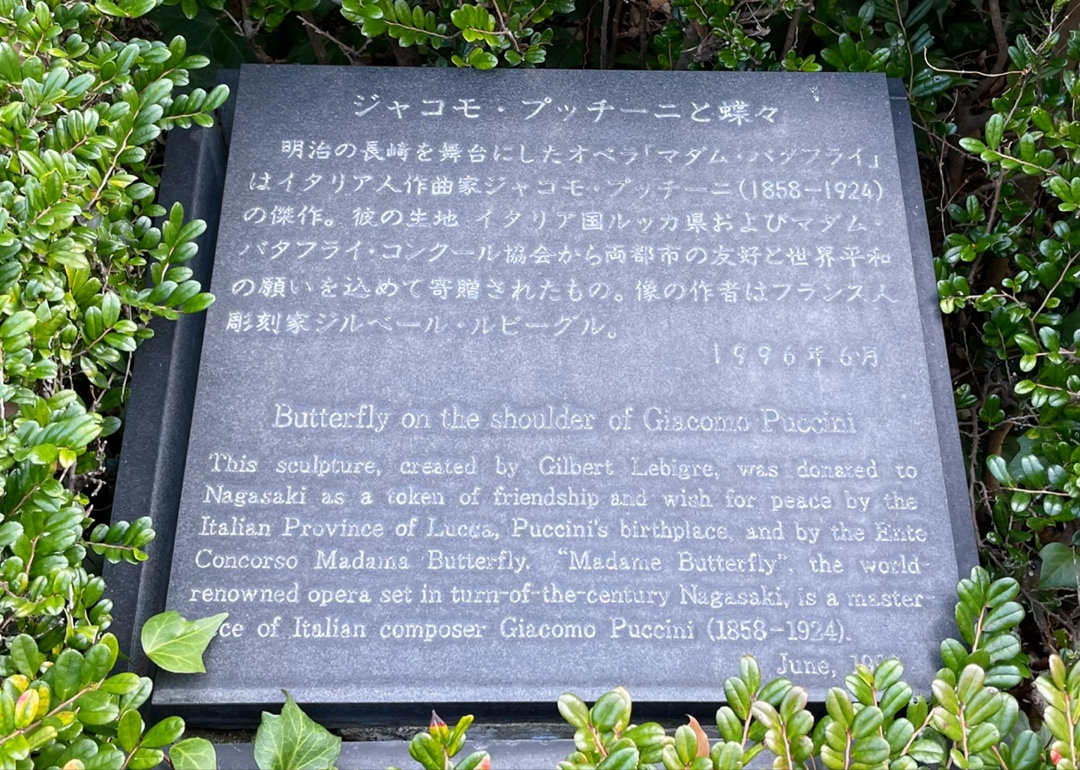 ジャコモ・プッチーニと蝶々
明治の長崎を舞台にしたオペラ「マダム・バタフライ」
はイタリア人作曲家ジャコモ・プッチーニ(1858-1924)
の傑作。彼の生地 イタリア国ルッカ県およびマダム・
バタフライ・コンクール協会から両都市の友好と世界平和
の願いを込めて寄贈されたもの。像の作者はフランス人
彫刻家ジルベール・ルビーグル。
1996年6月
Butterfly on the shoulder of Giacomo Puccini
This sculpture, created by Gilbert Lebigre, was donated to
Nagasaki as a token of friendship and wish for peace by the
Italian Province of Lucca, Puccini's birthplace, and by the Ente
Concorso Madama Butterfly. "Madame Butterfly", the world-
renowned opera set in turn-of-the-century Nagasaki, is a master-
of Italian composer Giacomo Puccini (1858-1924).
June,